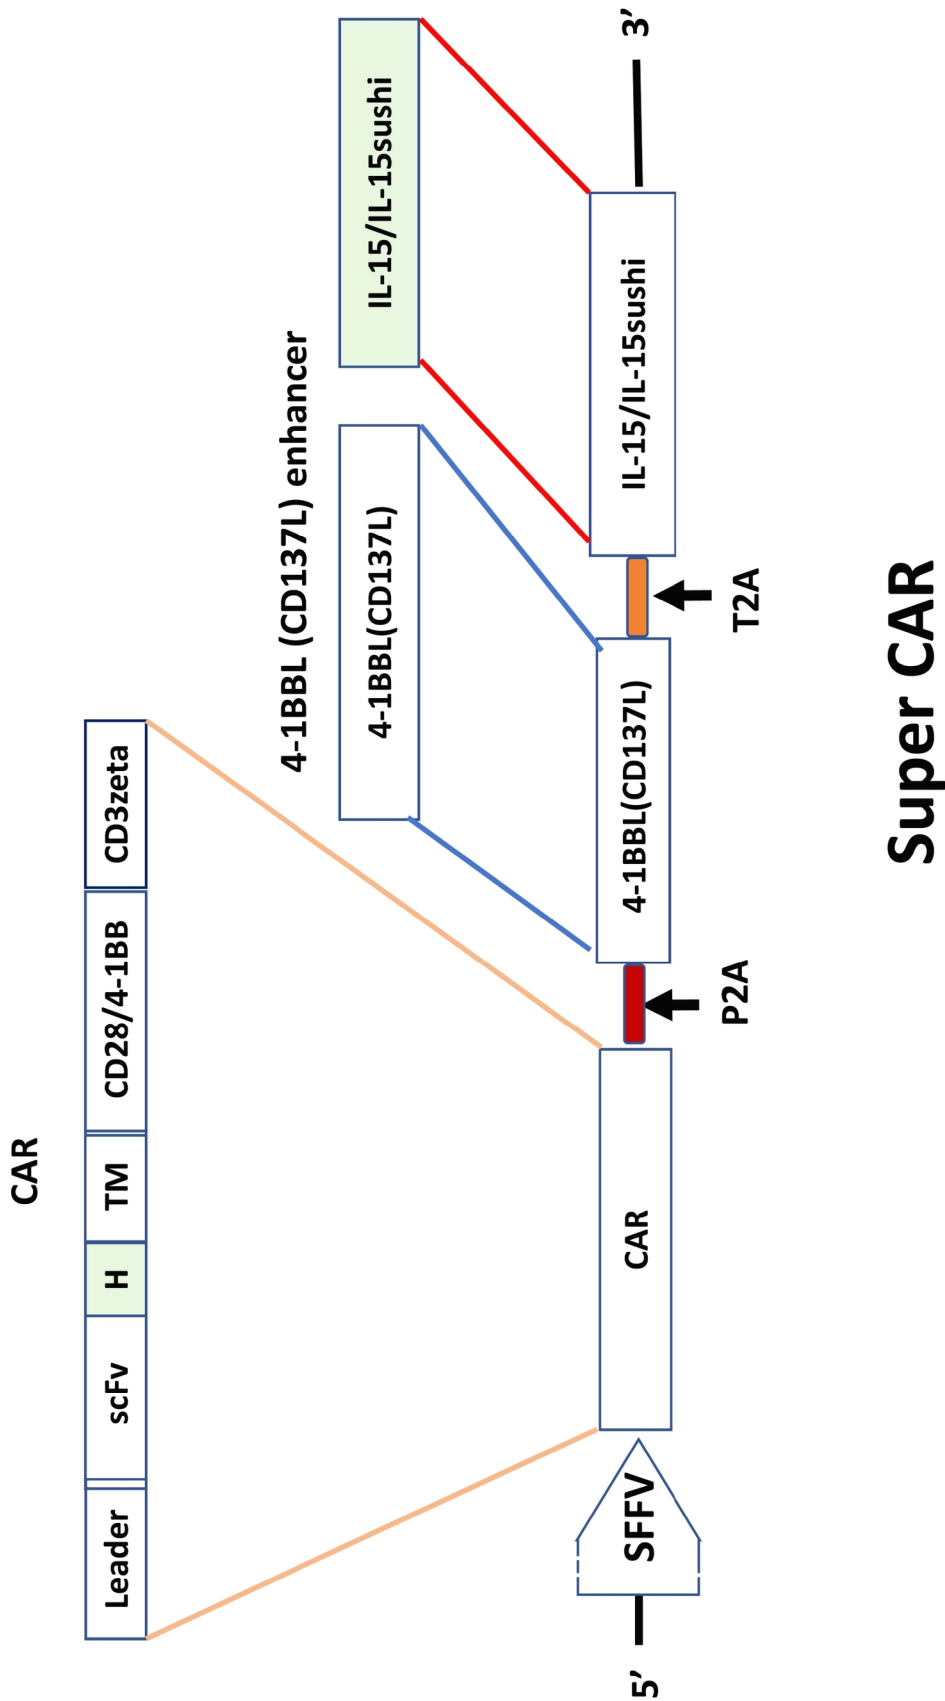 CAR
Leader
scFv
H
TM
CD28/4-1BB
CD3zeta
4-1BBL (CD137L) enhancer
4-1BBL(CD137L)
IL-15/IL-15sushi
5’
SFFV
CAR
4-1BBL(CD137L)
IL-15/IL-15sushi
3’
P2A
T2A
Super CAR